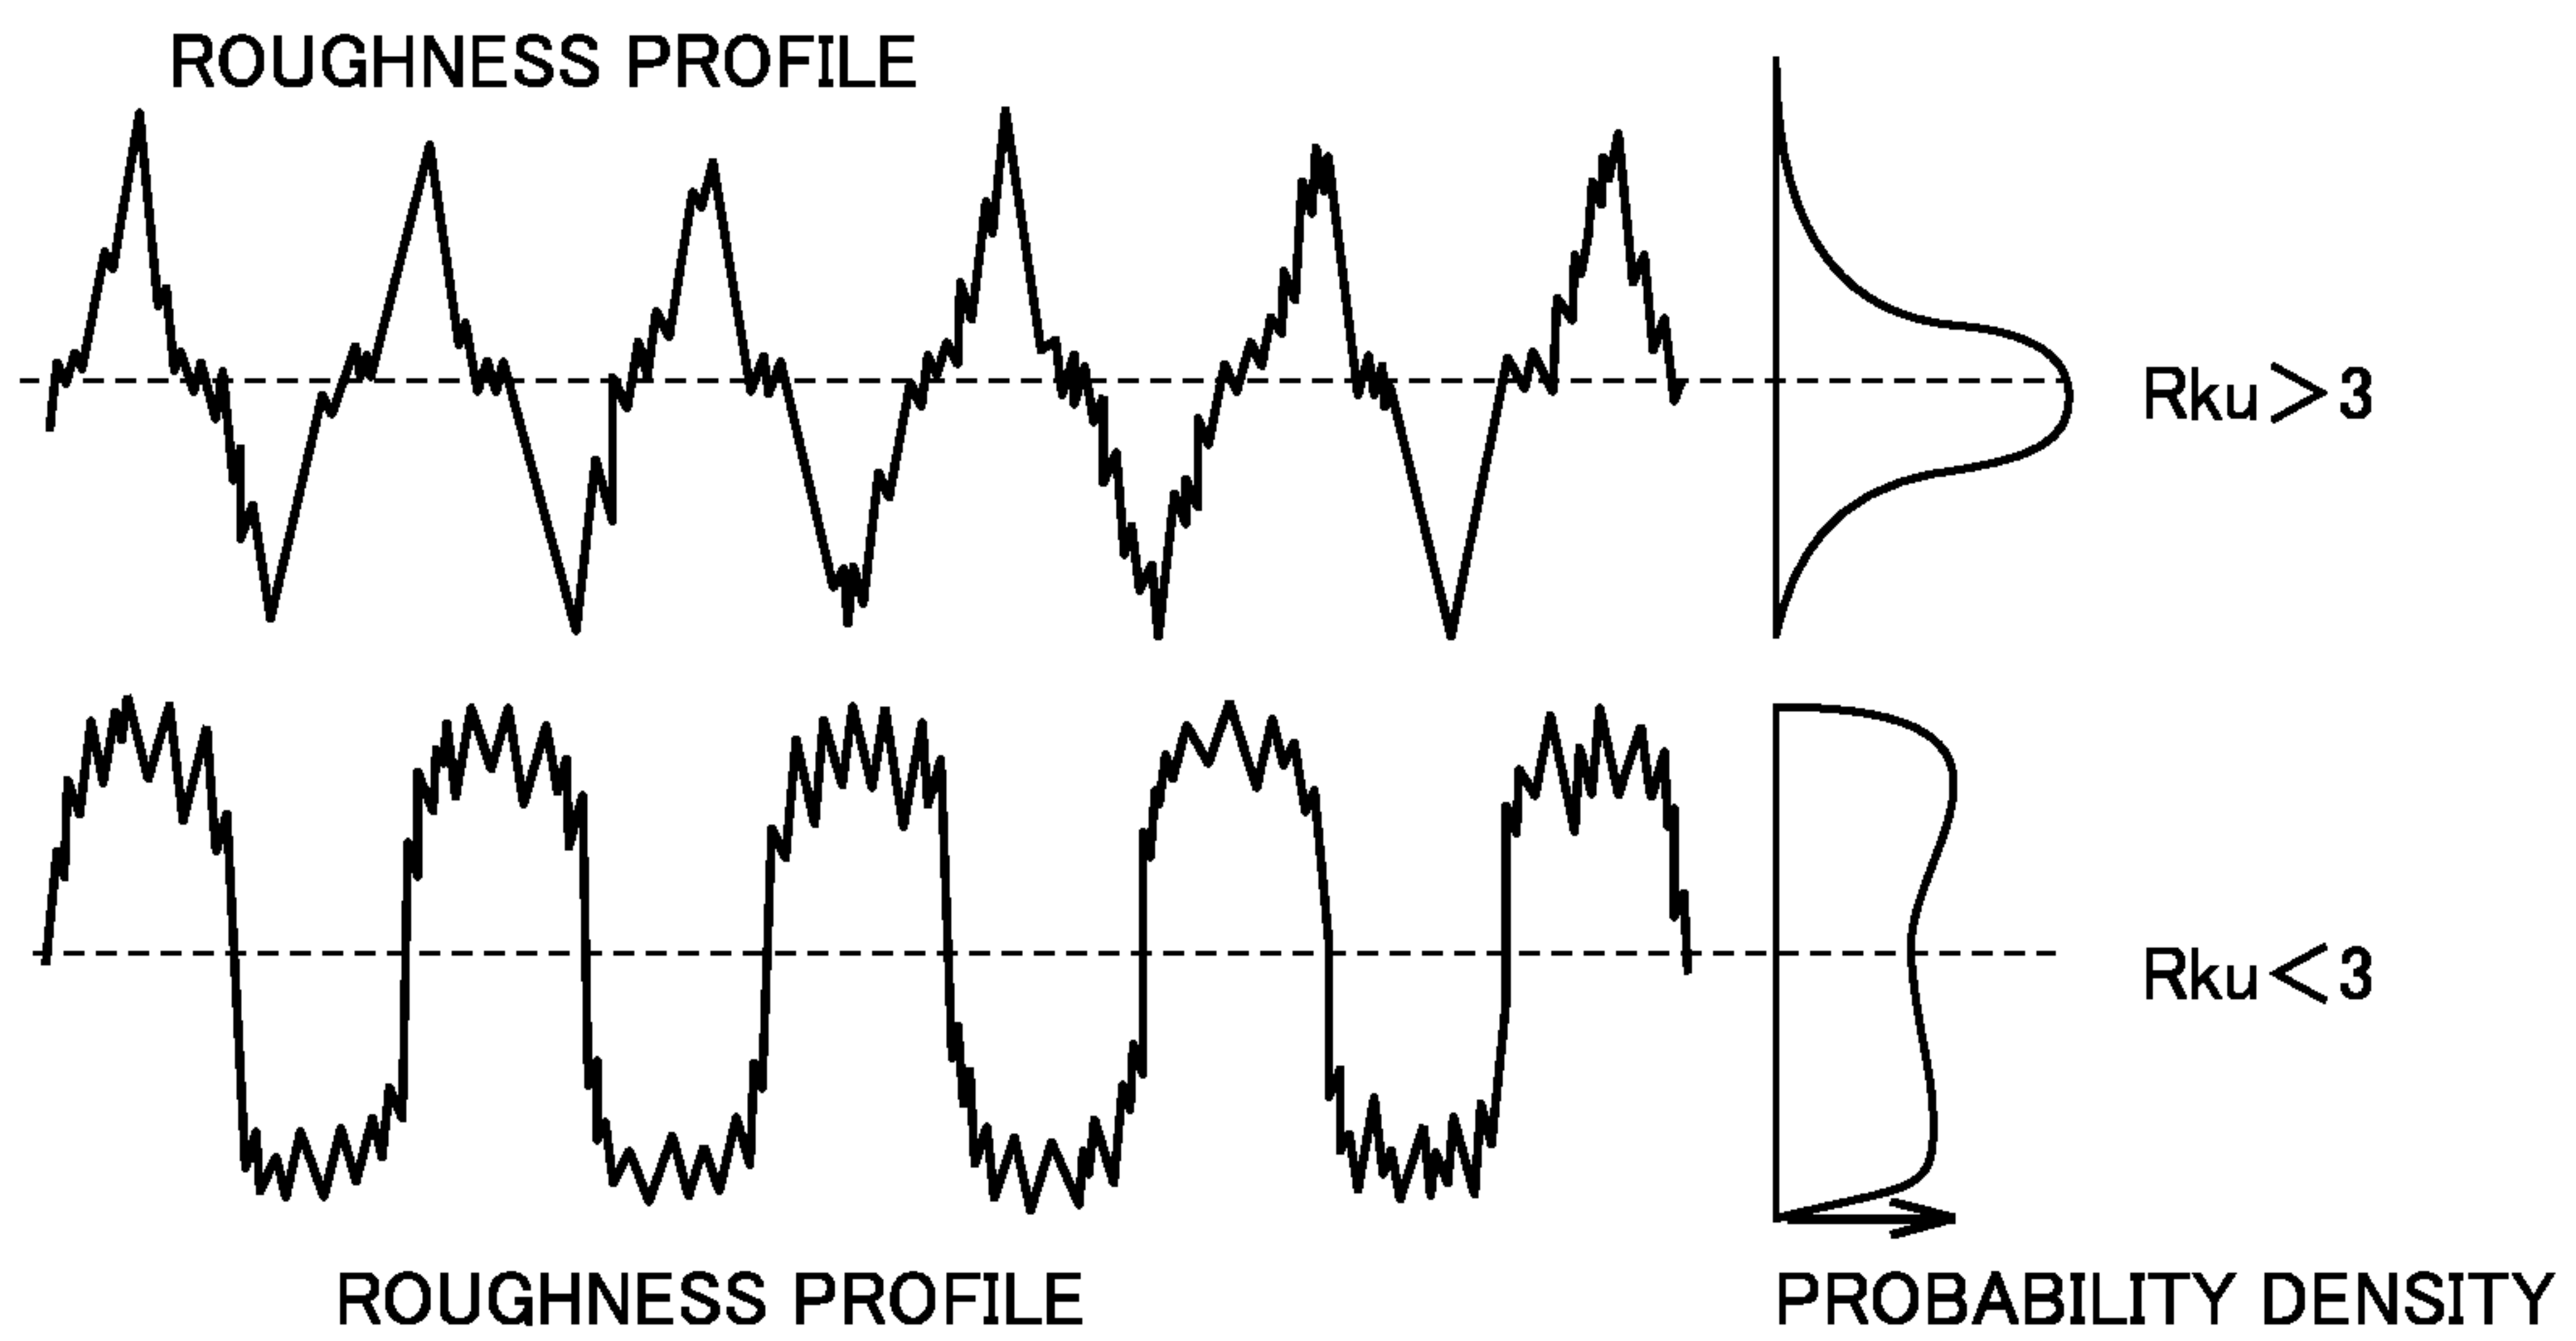 ROUGHNESS PROFILE
Rku>3
Rku<3
ROUGHNESS PROFILE
PROBABILITY DENSITY